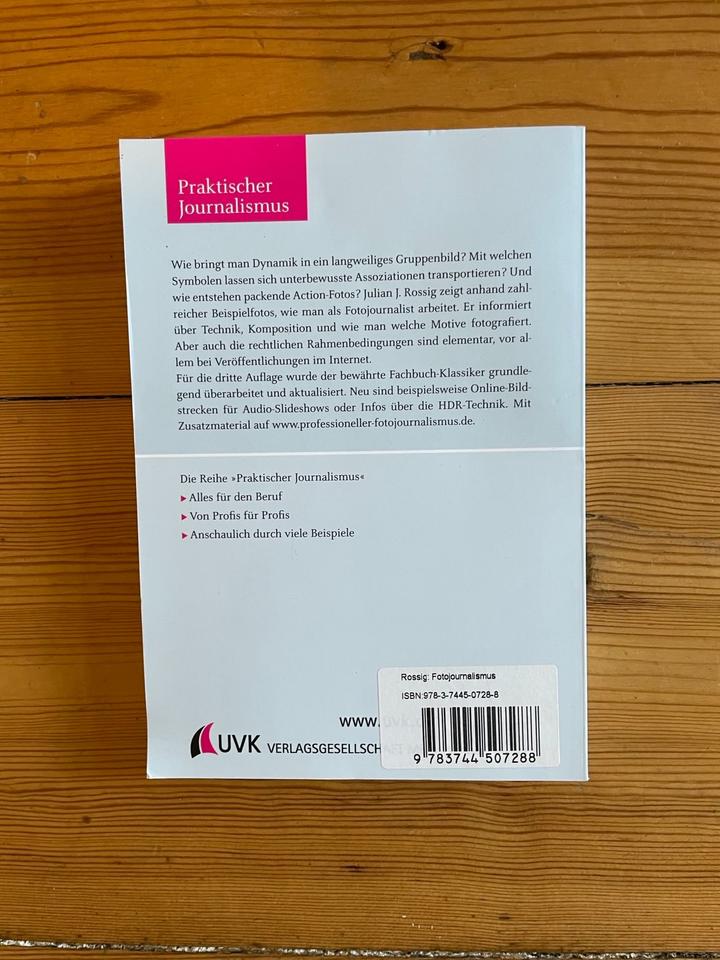 Praktischer
Journalismus
Wie bringt man Dynamik in ein langweiliges Gruppenbild? Mit welchen
Symbolen lassen sich unterbewusste Assoziationen transportieren? Und
wie entstehen packende Action-Fotos? Julian J. Rossig zeigt anhand zahl-
reicher Beispielfotos, wie man als Fotojournalist arbeitet. Er informiert
über Technik, Komposition und wie man welche Motive fotografiert.
Aber auch die rechtlichen Rahmenbedingungen sind elementar, vor al-
lem bei Veröffentlichungen im Internet.
Für die dritte Auflage wurde der bewährte Fachbuch-Klassiker grundle-
gend überarbeitet und aktualisiert. Neu sind beispielsweise Online-Bild-
strecken für Audio-Slideshows oder Infos über die HDR-Technik. Mit
Zusatzmaterial auf www.professioneller-fotojournalismus.de.
Die Reihe »Praktischer Journalismus«
▸ Alles für den Beruf
▸ Von Profis für Profis
▸ Anschaulich durch viele Beispiele
Rossig: Fotojournalismus
ISBN:978-3-7445-0728-8
www.uvk.
UVK VERLAGSGESELLSCHAFT
9 783744 507288